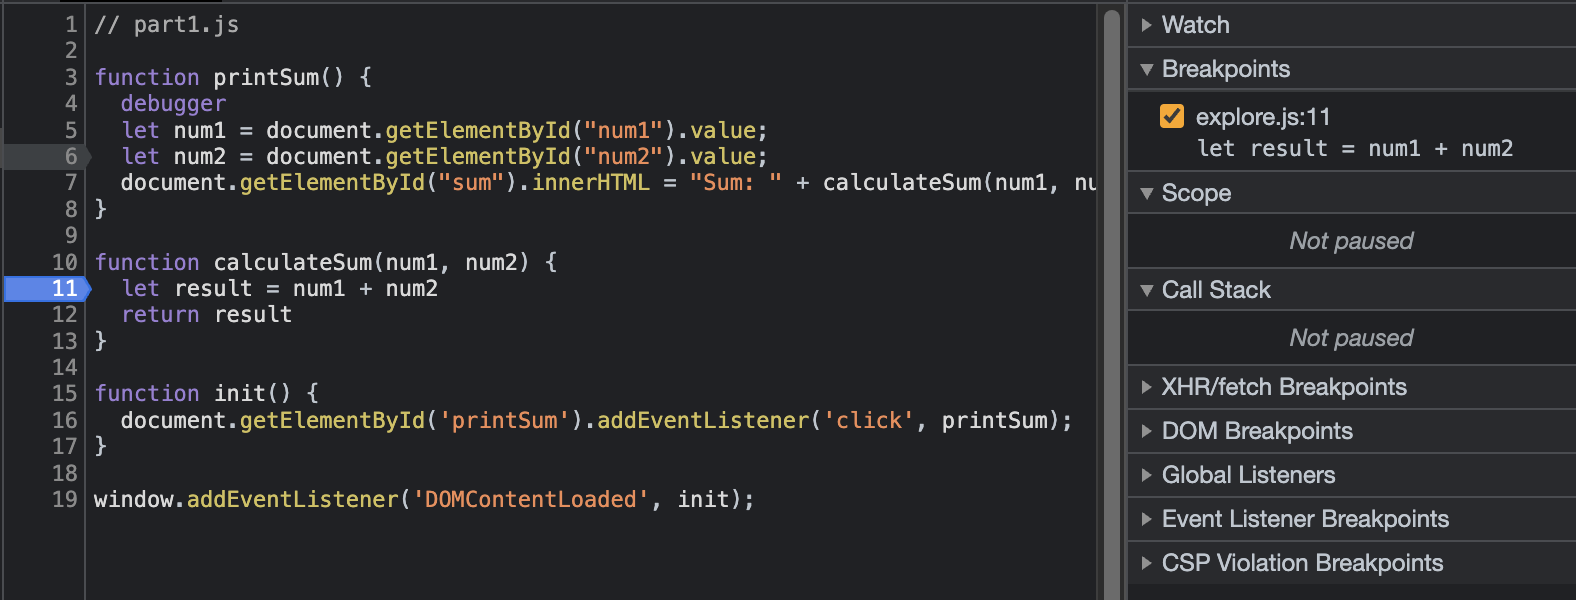 1 // part1.js
2
3 function printSum() {
4   debugger
5   let num1 = document.getElementById("num1").value;
6   let num2 = document.getElementById("num2").value;
7   document.getElementById("sum").innerHTML = "Sum: " + calculateSum(num1, nu
8 }
9
10 function calculateSum(num1, num2) {
11   let result = num1 + num2
12   return result
13 }
14
15 function init() {
16   document.getElementById('printSum').addEventListener('click', printSum);
17 }
18
19 window.addEventListener('DOMContentLoaded', init);
Watch
Breakpoints
explore.js:11
let result = num1 + num2
Scope
Not paused
Call Stack
Not paused
XHR/fetch Breakpoints
DOM Breakpoints
Global Listeners
Event Listener Breakpoints
CSP Violation Breakpoints